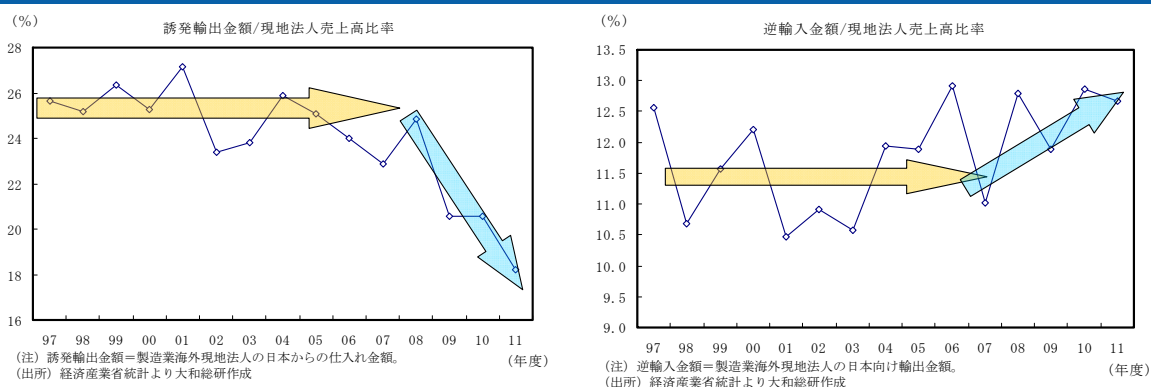 (%)
誘発輸出金額/現地法人売上高比率
28
26
24
22
20
18
16
97 98 99 00 01 02 03 04 05 06 07 08 09 10 11
(年度)
(注) 誘発輸出金額＝製造業海外現地法人の日本からの仕入れ金額。
(出所) 経済産業省統計より大和総研作成
(%)
逆輸入金額/現地法人売上高比率
13.5
13.0
12.5
12.0
11.5
11.0
10.5
10.0
9.5
9.0
97 98 99 00 01 02 03 04 05 06 07 08 09 10 11
(年度)
(注) 逆輸入金額＝製造業海外現地法人の日本向け輸出金額。
(出所) 経済産業省統計より大和総研作成